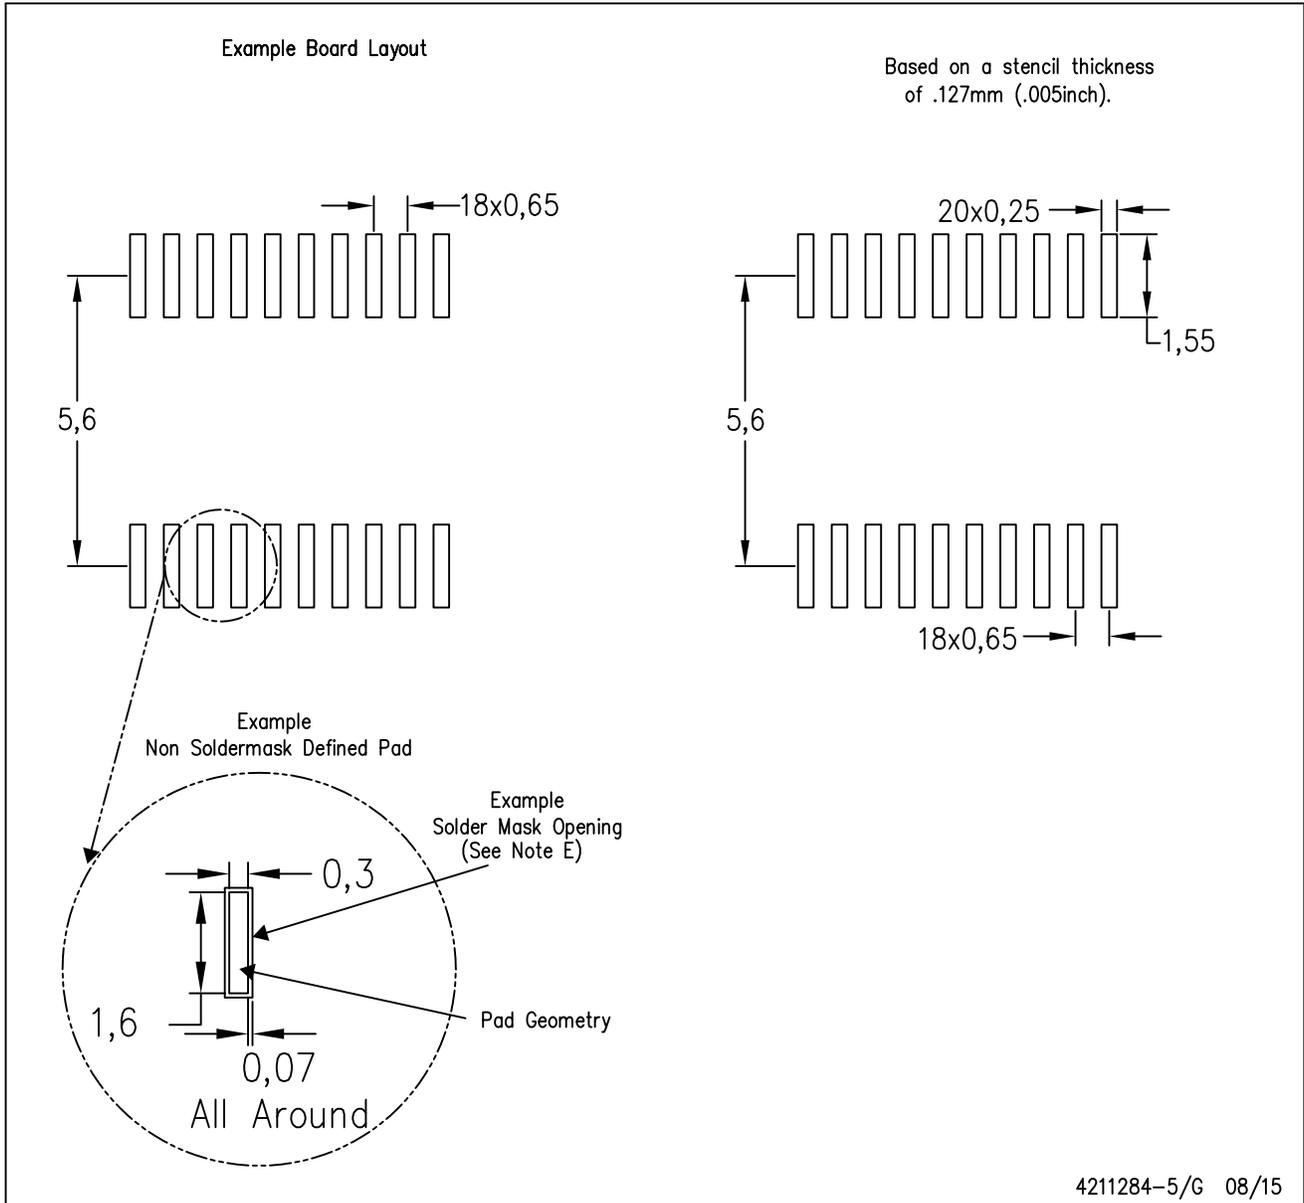 Example Board Layout
Based on a stencil thickness
of .127mm (.005inch).
18x0,65
20x0,25
1,55
5,6
5,6
18x0,65
Example
Non Soldermask Defined Pad
Example
Solder Mask Opening
(See Note E)
0,3
1,6
Pad Geometry
0,07
All Around
4211284-5/G 08/15